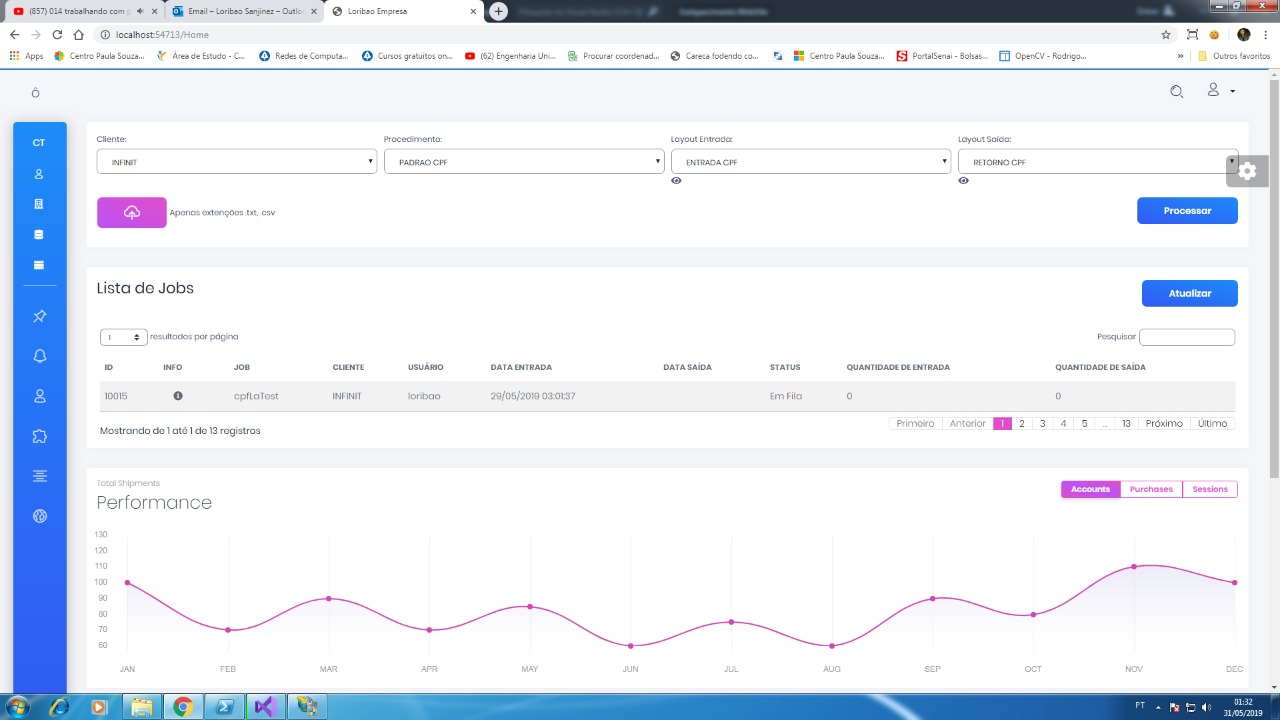 (857) 014 trabalhando com p
Email – Loribao Sanjinez – Outlo
Loribao Empresa
localhost:54713/Home
Apps
Centro Paula Souza...
Área de Estudo - C...
Redes de Computa...
Cursos gratuitos on...
(62) Engenharia Uni...
Procurar coordenad...
Careca fodendo co...
Centro Paula Souza...
PortalSenai - Bolsas...
OpenCV - Rodrigo...
»
Outros favoritos
CT
Cliente:
Procedimento:
Layout Entrada:
Layout Saída:
INFINIT
PADRAO CPF
ENTRADA CPF
RETORNO CPF
Apenas extenções .txt, .csv
Processar
Lista de Jobs
Atualizar
1 resultados por página
Pesquisar
ID INFO JOB CLIENTE USUÁRIO DATA ENTRADA DATA SAÍDA STATUS QUANTIDADE DE ENTRADA QUANTIDADE DE SAÍDA
10015 cpfLaTest INFINIT loribao 29/05/2019 03:01:37 Em Fila 0 0
Mostrando de 1 até 1 de 13 registros
Primeiro Anterior 1 2 3 4 5 ... 13 Próximo Último
Total Shipments
Performance
Accounts Purchases Sessions
130
120
110
100
90
80
70
60
JAN FEB MAR APR MAY JUN JUL AUG SEP OCT NOV DEC
PT
01:32
31/05/2019